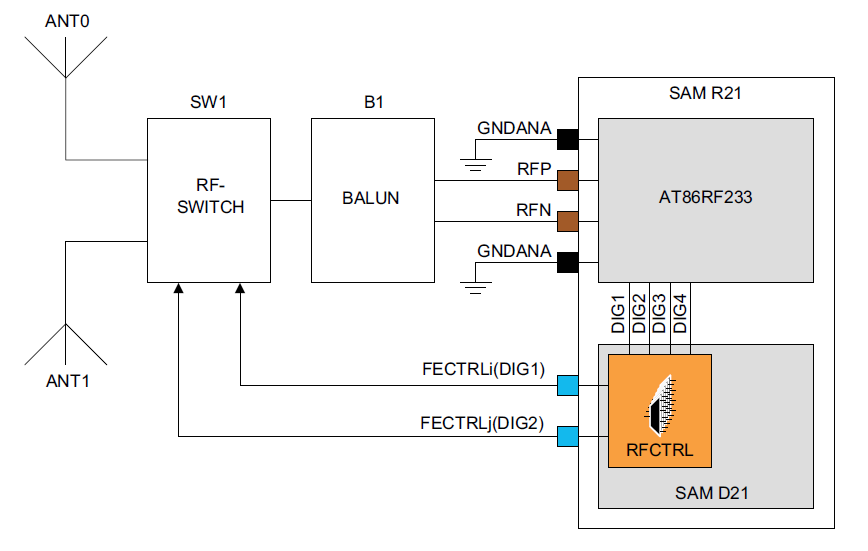 ANT0
SW1
B1
SAM R21
GNDANA
RFP
RFN
GNDANA
RF-
SWITCH
BALUN
AT86RF233
DIG1
DIG2
DIG3
DIG4
ANT1
FECTRLi(DIG1)
FECTRLj(DIG2)
RFCTRL
SAM D21